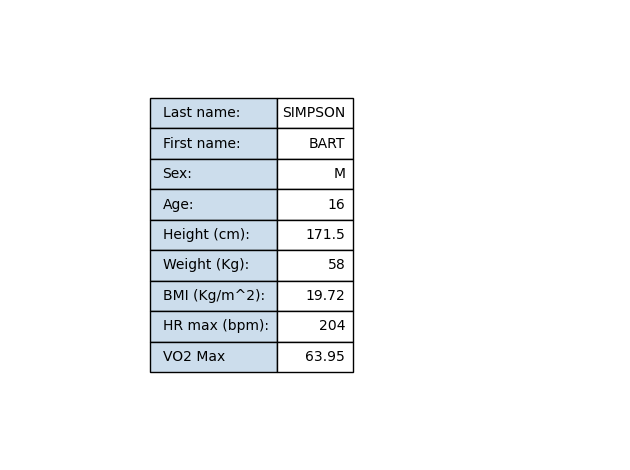 Last name: SIMPSON
First name: BART
Sex: M
Age: 16
Height (cm): 171.5
Weight (Kg): 58
BMI (Kg/m^2): 19.72
HR max (bpm): 204
VO2 Max 63.95